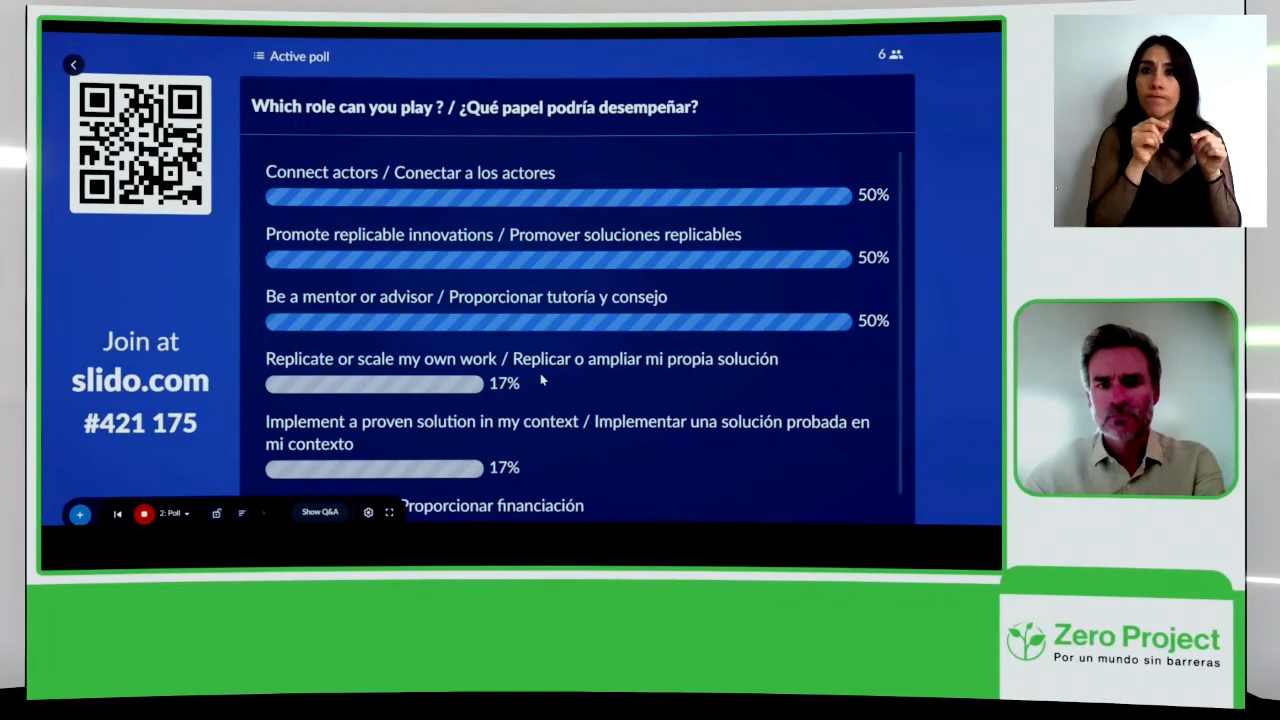 Active poll
6
Which role can you play ? / ¿Qué papel podría desempeñar?
Connect actors / Conectar a los actores
50%
Promote replicable innovations / Promover soluciones replicables
50%
Be a mentor or advisor / Proporcionar tutoría y consejo
50%
Replicate or scale my own work / Replicar o ampliar mi propia solución
17%
Implement a proven solution in my context / Implementar una solución probada en
mi contexto
17%
Proporcionar financiación
Join at
slido.com
#421 175
2: Poll
Show Q&A
Zero Project
Por un mundo sin barreras